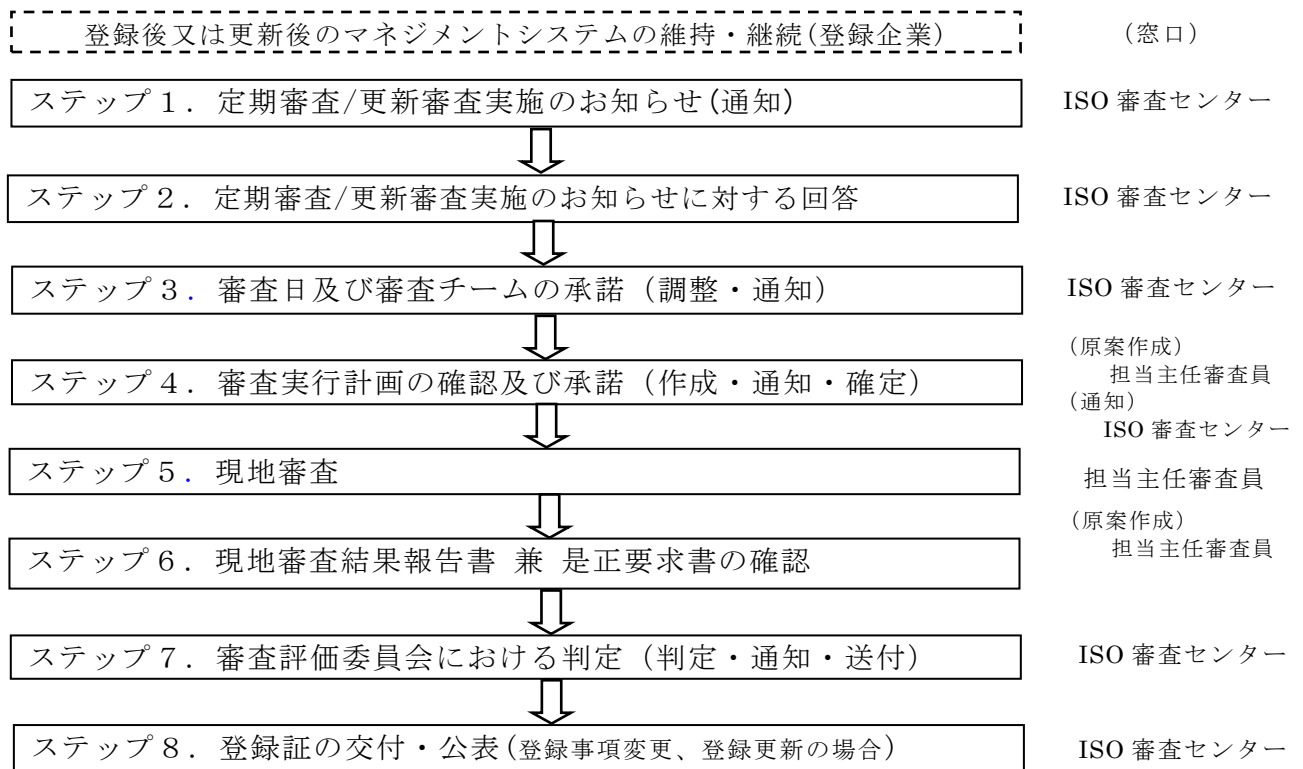 登録後又は更新後のマネジメントシステムの維持・継続(登録企業)
(窓口)
ステップ1．定期審査/更新審査実施のお知らせ(通知)
ISO 審査センター
ステップ2．定期審査/更新審査実施のお知らせに対する回答
ISO 審査センター
ステップ3．審査日及び審査チームの承諾（調整・通知）
ISO 審査センター
ステップ4．審査実行計画の確認及び承諾（作成・通知・確定）
（原案作成）
担当主任審査員
（通知）
ISO 審査センター
ステップ5．現地審査
担当主任審査員
ステップ6．現地審査結果報告書 兼 是正要求書の確認
（原案作成）
担当主任審査員
ステップ7．審査評価委員会における判定（判定・通知・送付）
ISO 審査センター
ステップ8．登録証の交付・公表(登録事項変更、登録更新の場合)
ISO 審査センター